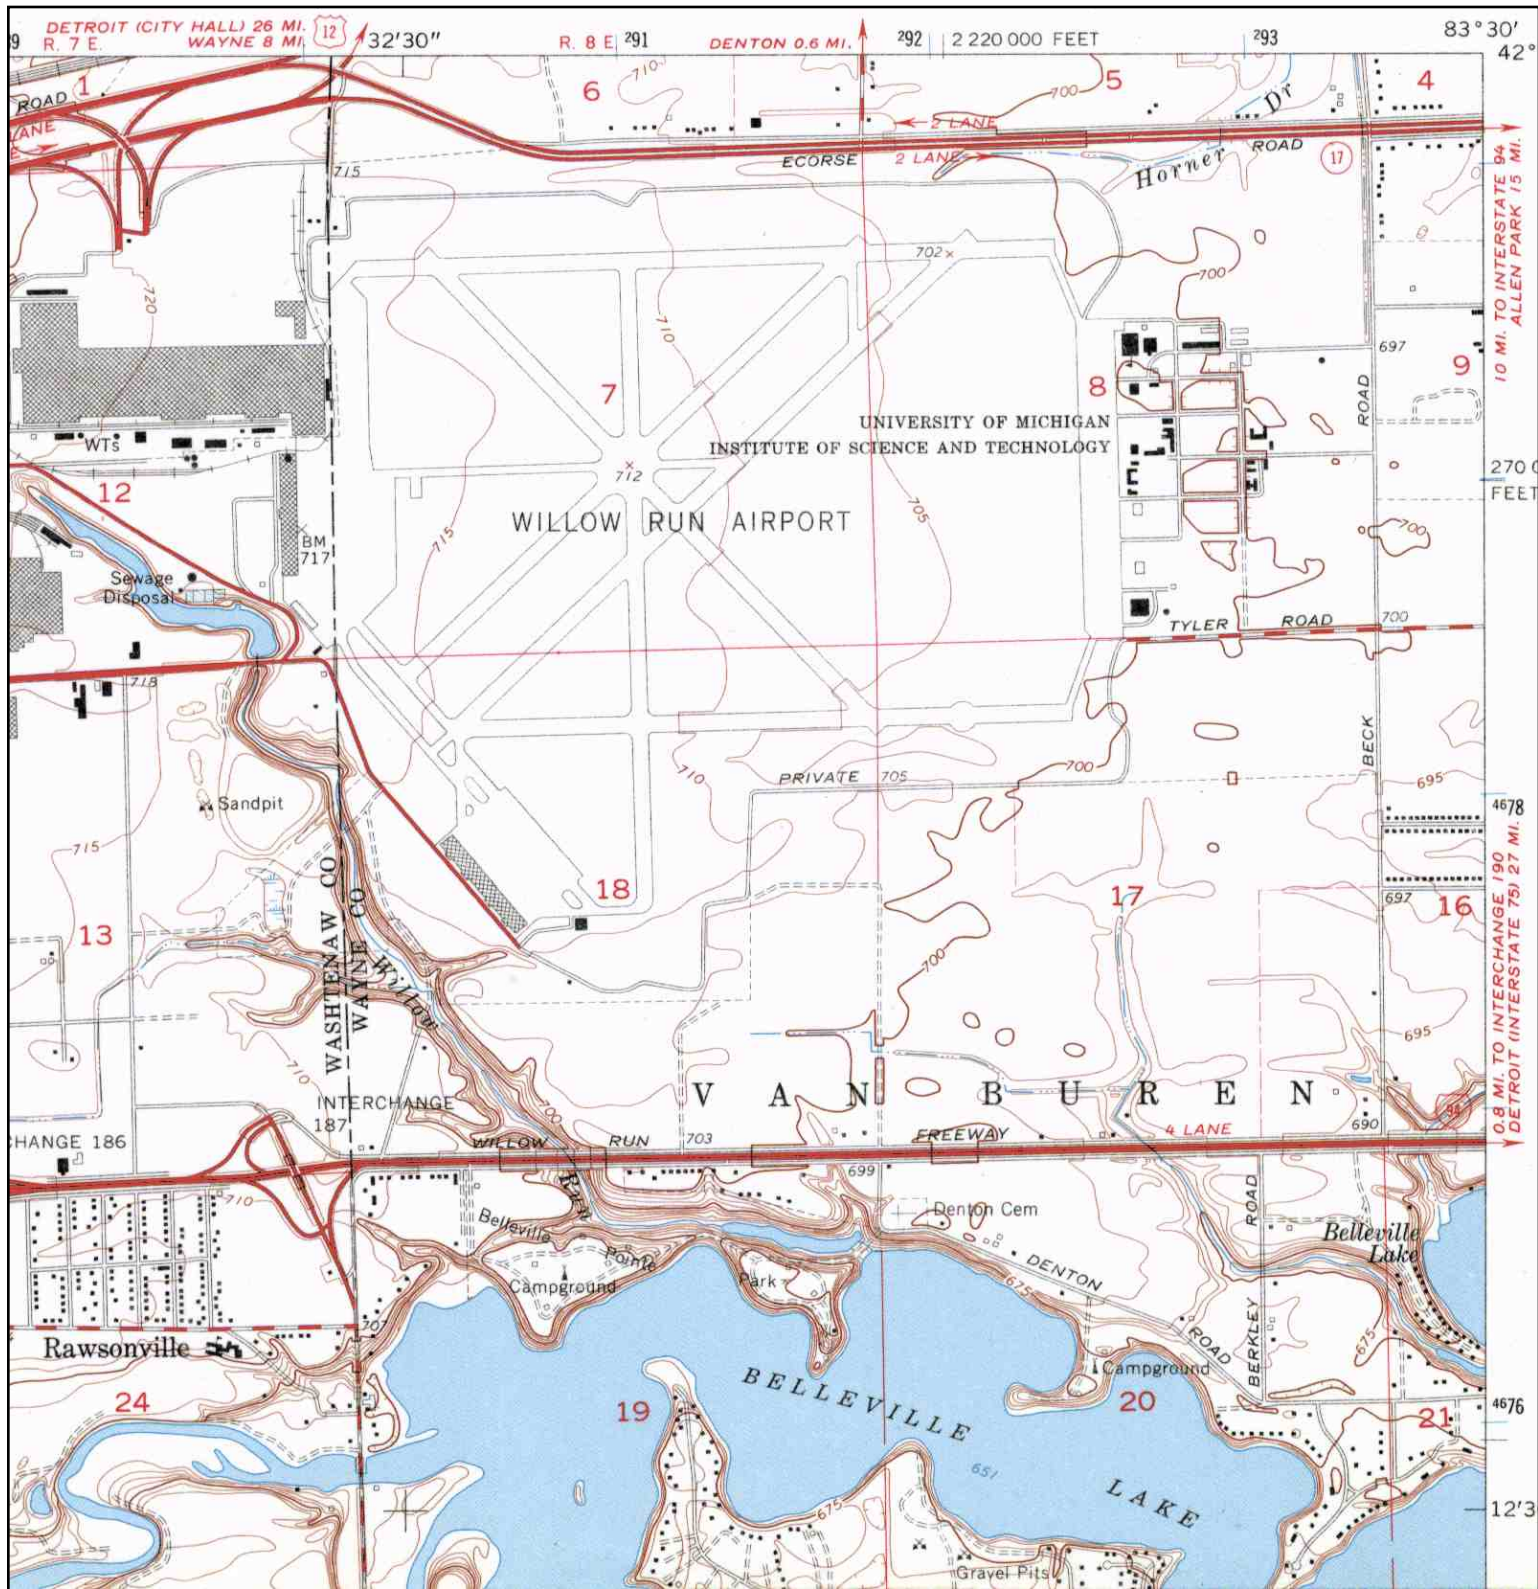 DETROIT (CITY HALL) 26 MI.
WAYNE 8 MI.
12
R. 7 E.
32'30"
R. 8 E
291
DENTON 0.6 MI.
292
2 220 000 FEET
293
83°30'
42°
1
6
710
5
700
4
ROAD
LANE
2 LANE
ECORSE
2 LANE
Horner
Dr
ROAD
17
715
10 MI. TO INTERSTATE 94
ALLEN PARK 15 MI.
702
700
720
710
697
7
8
9
ROAD
UNIVERSITY OF MICHIGAN
INSTITUTE OF SCIENCE AND TECHNOLOGY
WTs
712
12
WILLOW RUN AIRPORT
705
715
BM
717
700
FEET
Sewage
Disposal
TYLER ROAD
700
718
BECK
PRIVATE 705
700
710
695
4678
Sandpit
715
WASHTENAW CO
WAYNE CO
18
17
697
16
13
Willow
700
0.8 MI. TO INTERCHANGE 190
DETROIT (INTERSTATE 75) 27 MI.
695
710
VAN BUREN
INTERCHANGE
187
700
CHANGE 186
WILLOW RUN
703
FREEWAY
4 LANE
690
94
699
710
Run
Belleville
Pointe
Park
Campground
Denton Cem
DENTON
ROAD
675
BERKLEY
ROAD
Belleville
Lake
675
707
Rawsonville
Campground
24
19
BELLEVILLE
LAKE
651
20
21
4676
675
12'3
Gravel Pits